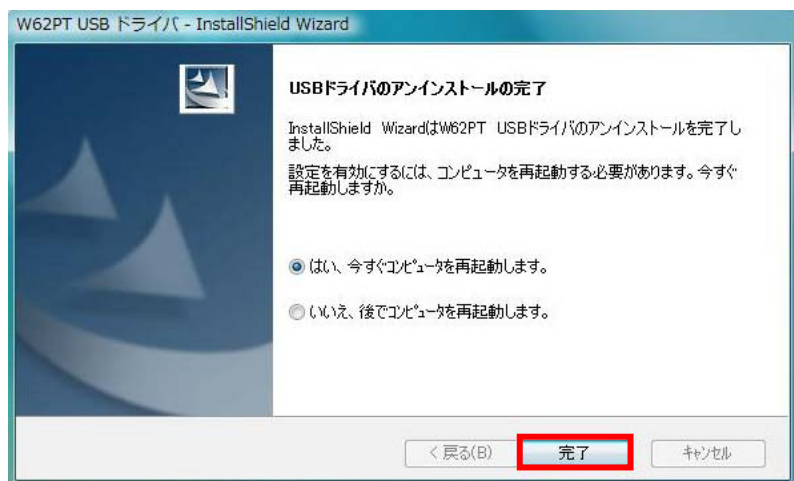 W62PT USB ドライバ - InstallShield Wizard
USBドライバのアンインストールの完了
InstallShield WizardはW62PT USBドライバのアンインストールを完了し
ました。
設定を有効にするには、コンピュータを再起動する必要があります。今すぐ
再起動しますか。
はい、今すぐコンピュータを再起動します。
いいえ、後でコンピュータを再起動します。
< 戻る(B)
完了
キャンセル